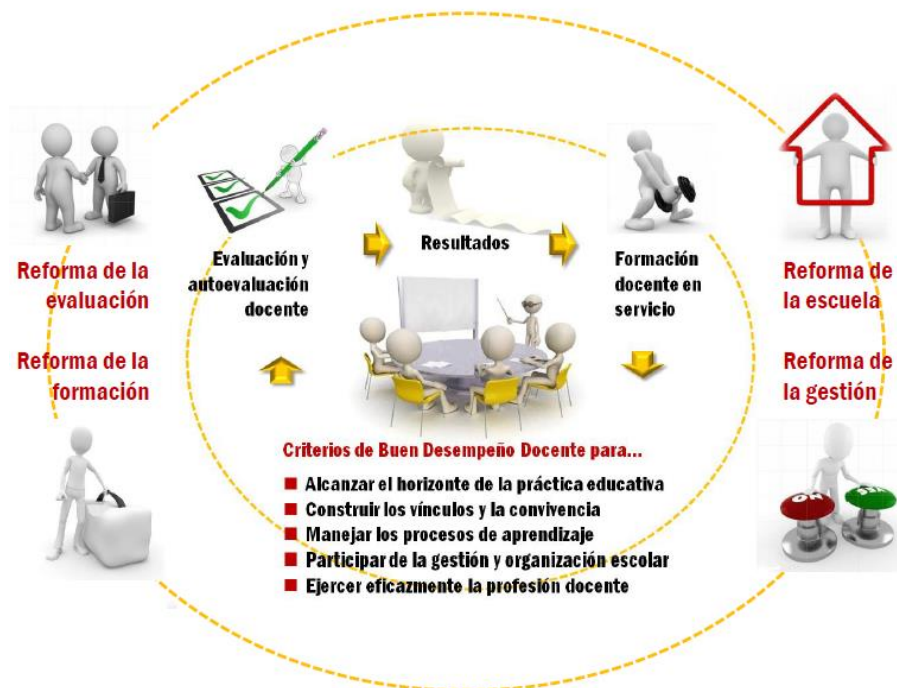 Reforma de la
evaluación
Reforma de la
formación
Evaluación y
autoevaluación
docente
Resultados
Formación
docente en
servicio
Reforma de
la escuela
Reforma de
la gestión
Criterios de Buen Desempeño Docente para...
Alcanzar el horizonte de la práctica educativa
Construir los vínculos y la convivencia
Manejar los procesos de aprendizaje
Participar de la gestión y organización escolar
Ejercer eficazmente la profesión docente
ON